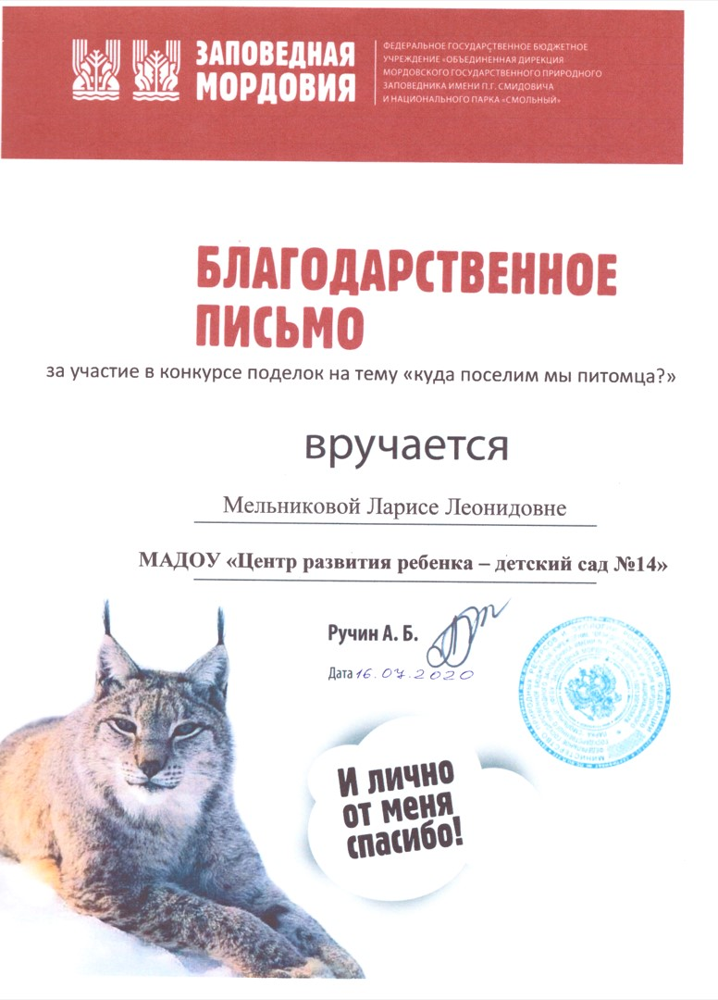 ЗАПОВЕДНАЯ
МОРДОВИЯ
ФЕДЕРАЛЬНОЕ ГОСУДАРСТВЕННОЕ БЮДЖЕТНОЕ
УЧРЕЖДЕНИЕ «ОБЪЕДИНЕННАЯ ДИРЕКЦИЯ
МОРДОВСКОГО ГОСУДАРСТВЕННОГО ПРИРОДНОГО
ЗАПОВЕДНИКА ИМЕНИ П.Г. СМИДОВИЧА
И НАЦИОНАЛЬНОГО ПАРКА «СМОЛЬНЫЙ»
БЛАГОДАРСТВЕННОЕ
ПИСЬМО
за участие в конкурсе поделок на тему «куда поселим мы питомца?»
вручается
Мельниковой Ларисе Леонидовне
МАДОУ «Центр развития ребенка – детский сад №14»
Ручин А. Б.
Дата 16.07.2020
И лично
от меня
спасибо!